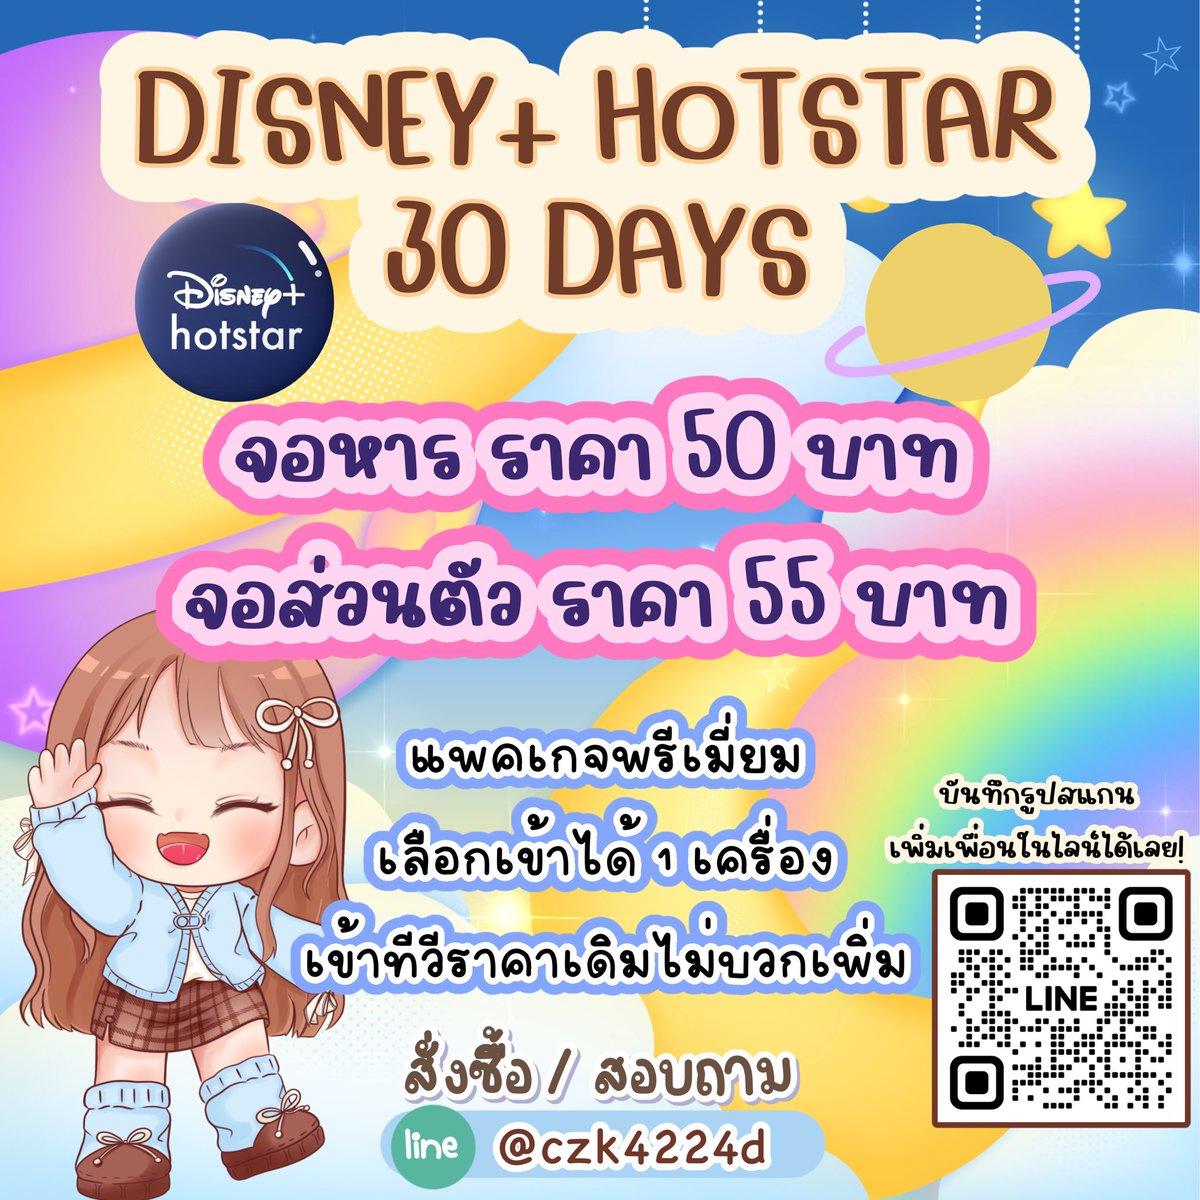 DISNEY+ HOTSTAR
30 DAYS
Disney+
hotstar
จอหาร ราคา 50 บาท
จอส่วนตัว ราคา 55 บาท
แพคเกจพรีเมี่ยม
เลือกเข้าได้ 1 เครื่อง
เข้าทีวีราคาเดิมไม่บวกเพิ่ม
บันทึกรูปสแกน
เพิ่มเพื่อนในไลน์ได้เลย!
LINE
สั่งซื้อ / สอบถาม
line @czk4224d